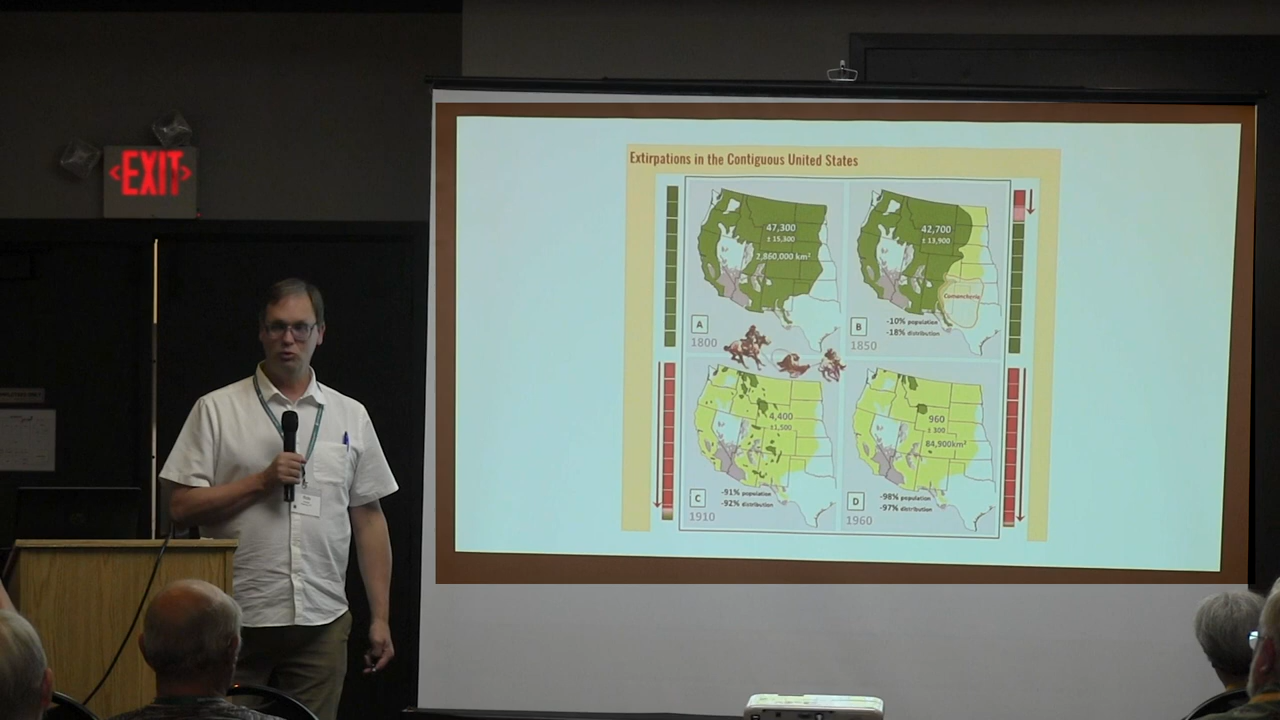 EXIT
Extirpations in the Contiguous United States
47,300
± 15,300
2,860,000 km²
A
1800
42,700
± 13,900
Comancheria
-10% population
-18% distribution
B
1850
4,400
±1,500
-91% population
-92% distribution
C
1910
960
± 300
84,900km²
-98% population
-97% distribution
D
1960